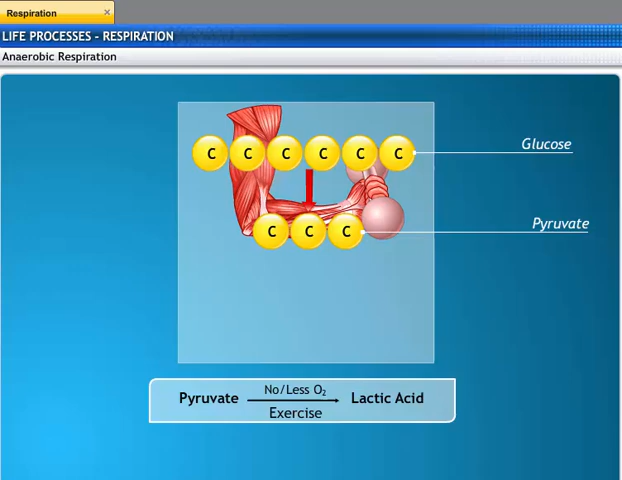 Respiration
LIFE PROCESSES - RESPIRATION
Anaerobic Respiration
C C C C C C
Glucose
C C C
Pyruvate
No/Less O₂
Pyruvate Lactic Acid
Exercise